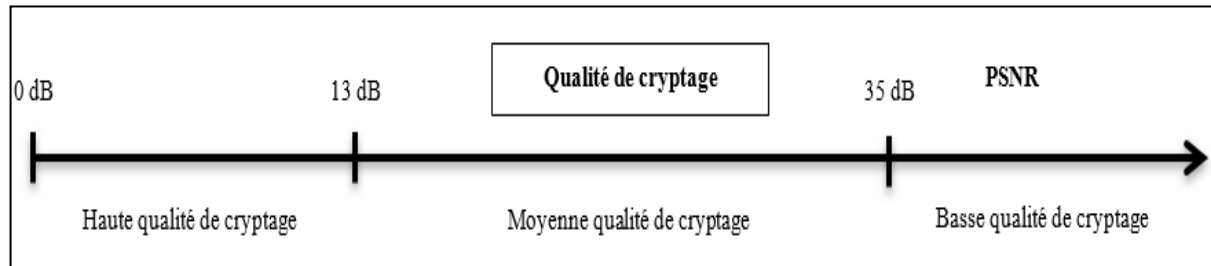 Qualité de cryptage
0 dB 13 dB 35 dB PSNR
Haute qualité de cryptage Moyenne qualité de cryptage Basse qualité de cryptage